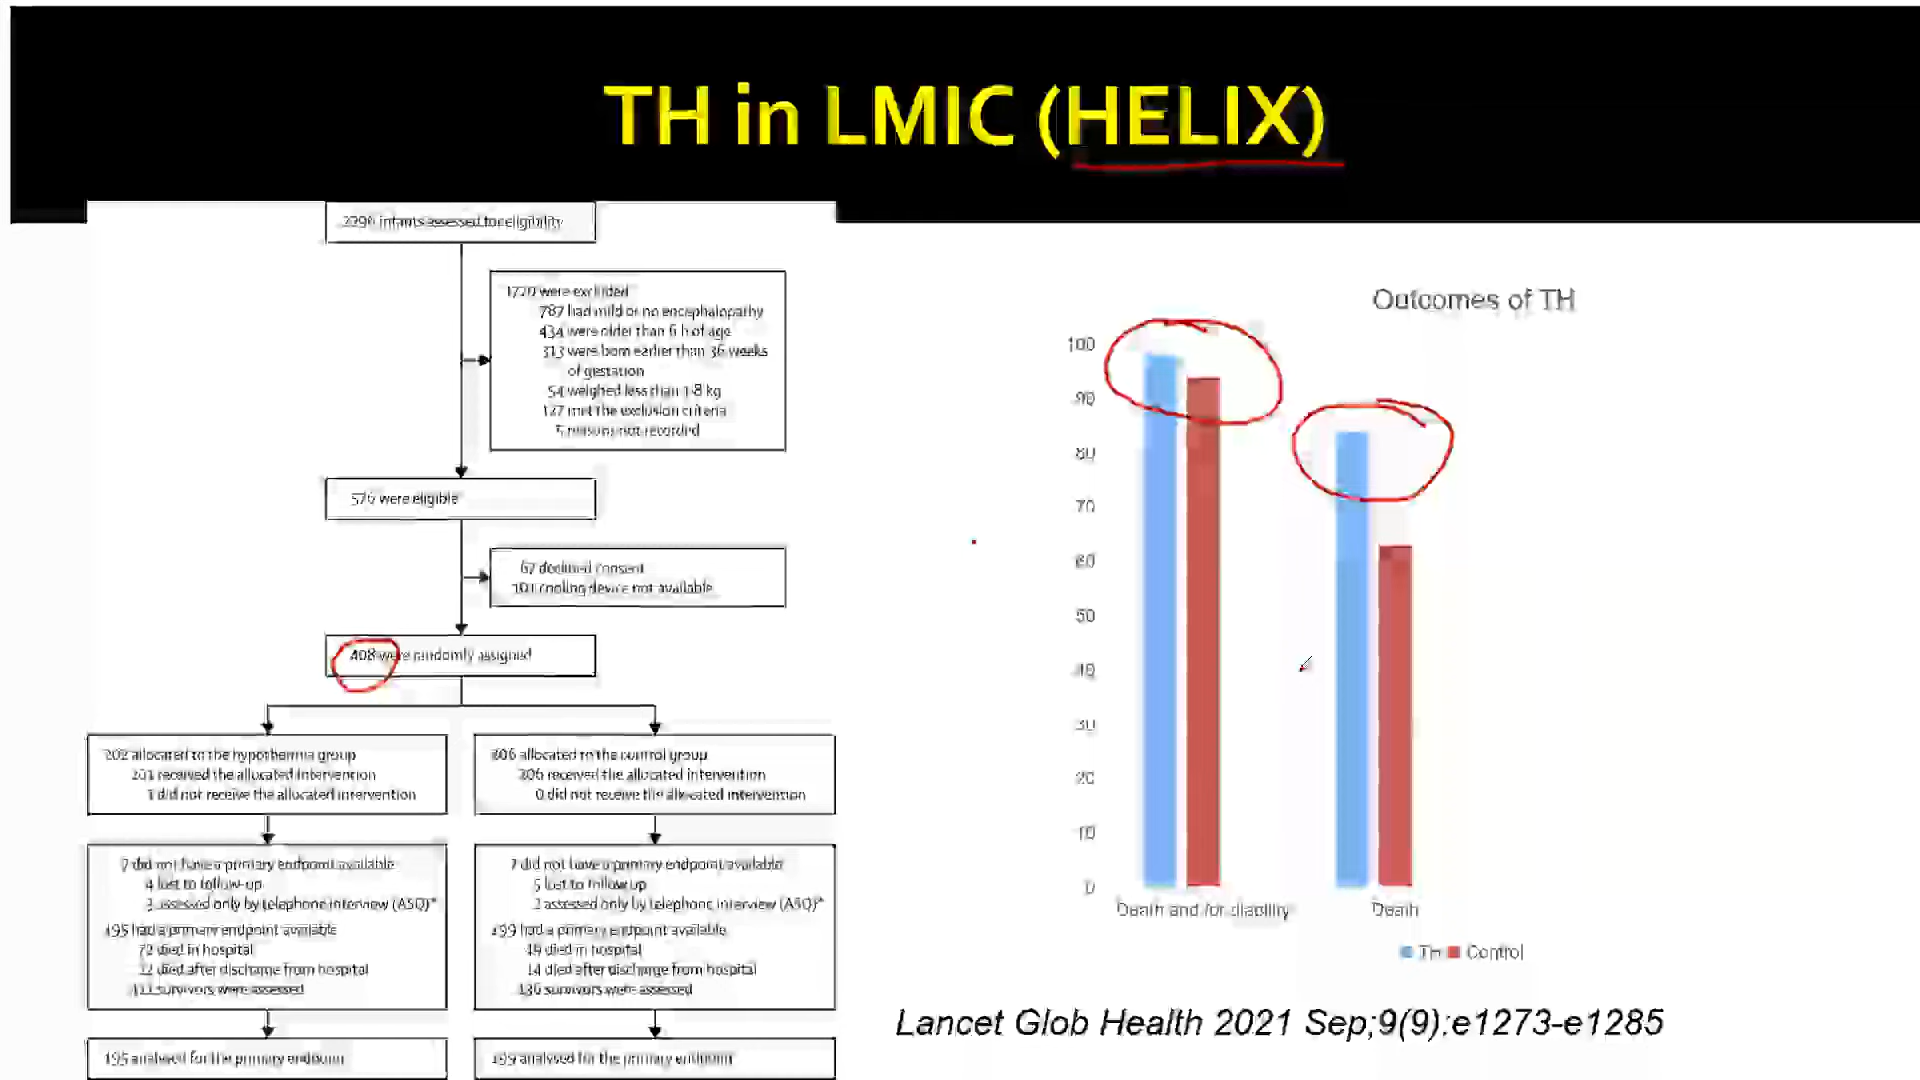 TH in LMIC (HELIX)
infants assessed for eligibility
1720 were excluded
787 had mild or no encephalopathy
434 were older than 6 h of age
313 were born earlier than 36 weeks
of gestation
54 weighed less than 1·8 kg
127 met the exclusion criteria
5 reasons not recorded
576 were eligible
67 declined consent
101 cooling device not available
408 were randomly assigned
202 allocated to the hypothermia group
201 received the allocated intervention
1 did not receive the allocated intervention
206 allocated to the control group
206 received the allocated intervention
0 did not receive the allocated intervention
7 did not have a primary endpoint available
4 lost to follow-up
3 assessed only by telephone interview (ASQ)*
195 had a primary endpoint available
72 died in hospital
12 died after discharge from hospital
111 survivors were assessed
7 did not have a primary endpoint available
5 lost to follow up
2 assessed only by telephone interview (ASQ)*
199 had a primary endpoint available
49 died in hospital
14 died after discharge from hospital
136 survivors were assessed
195 analysed for the primary endpoint
199 analysed for the primary endpoint
Outcomes of TH
100
90
80
70
60
50
40
30
20
10
0
Death and /or disability
Death
TH Control
Lancet Glob Health 2021 Sep;9(9):e1273-e1285